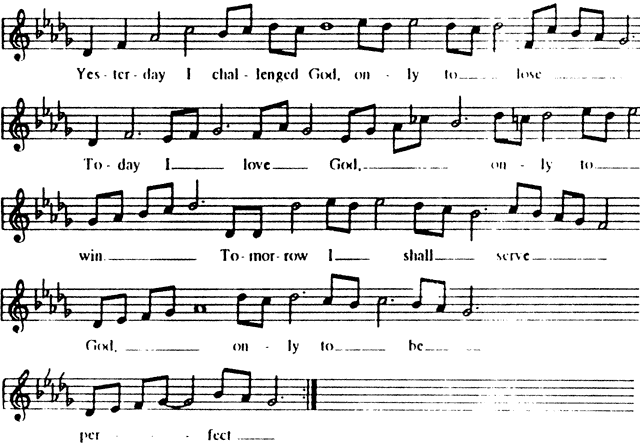 Yes - ter - day I chal - lenged God, on - ly to lose
To - day I love God, on - ly to
win. To - mor - row I shall serve
God, on - ly to be
per - fect